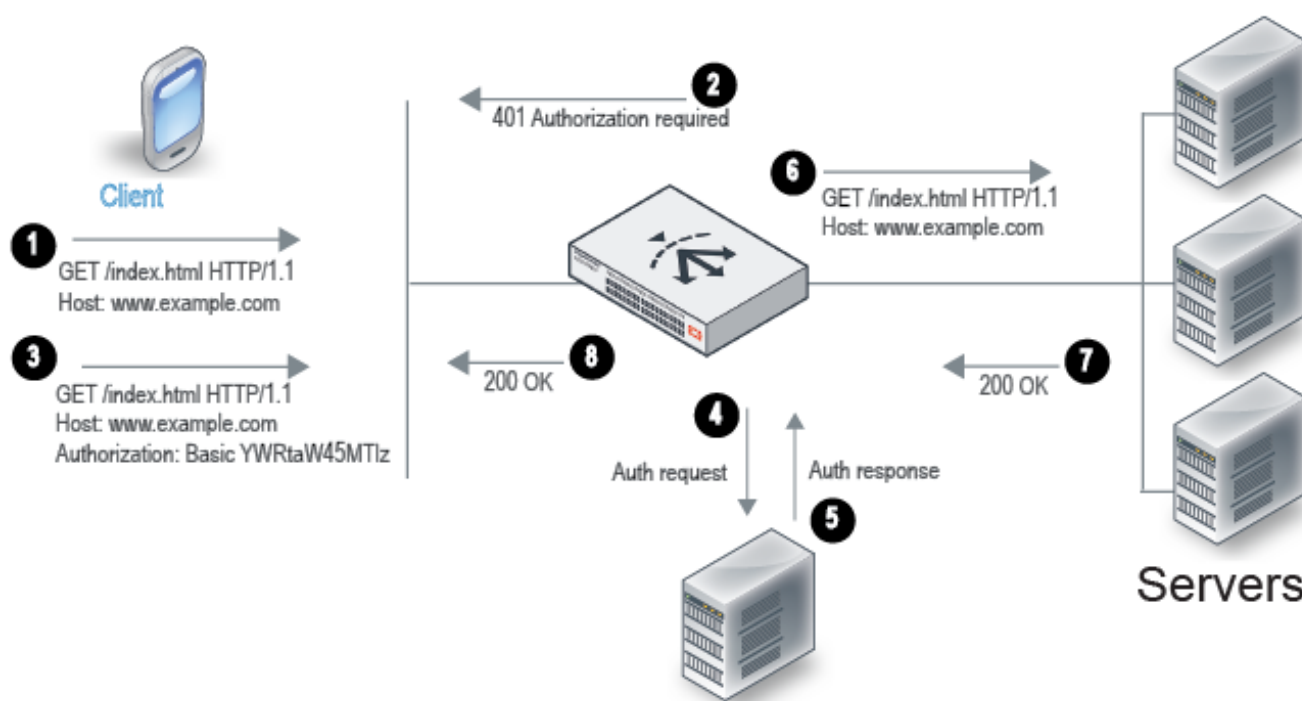 2
401 Authorization required
6
GET /index.html HTTP/1.1
Host: www.example.com
Client
1
GET /index.html HTTP/1.1
Host: www.example.com
3
GET /index.html HTTP/1.1
Host: www.example.com
Authorization: Basic YWRtaW45MTIz
8
200 OK
7
200 OK
4
Auth request
Auth response
5
Servers